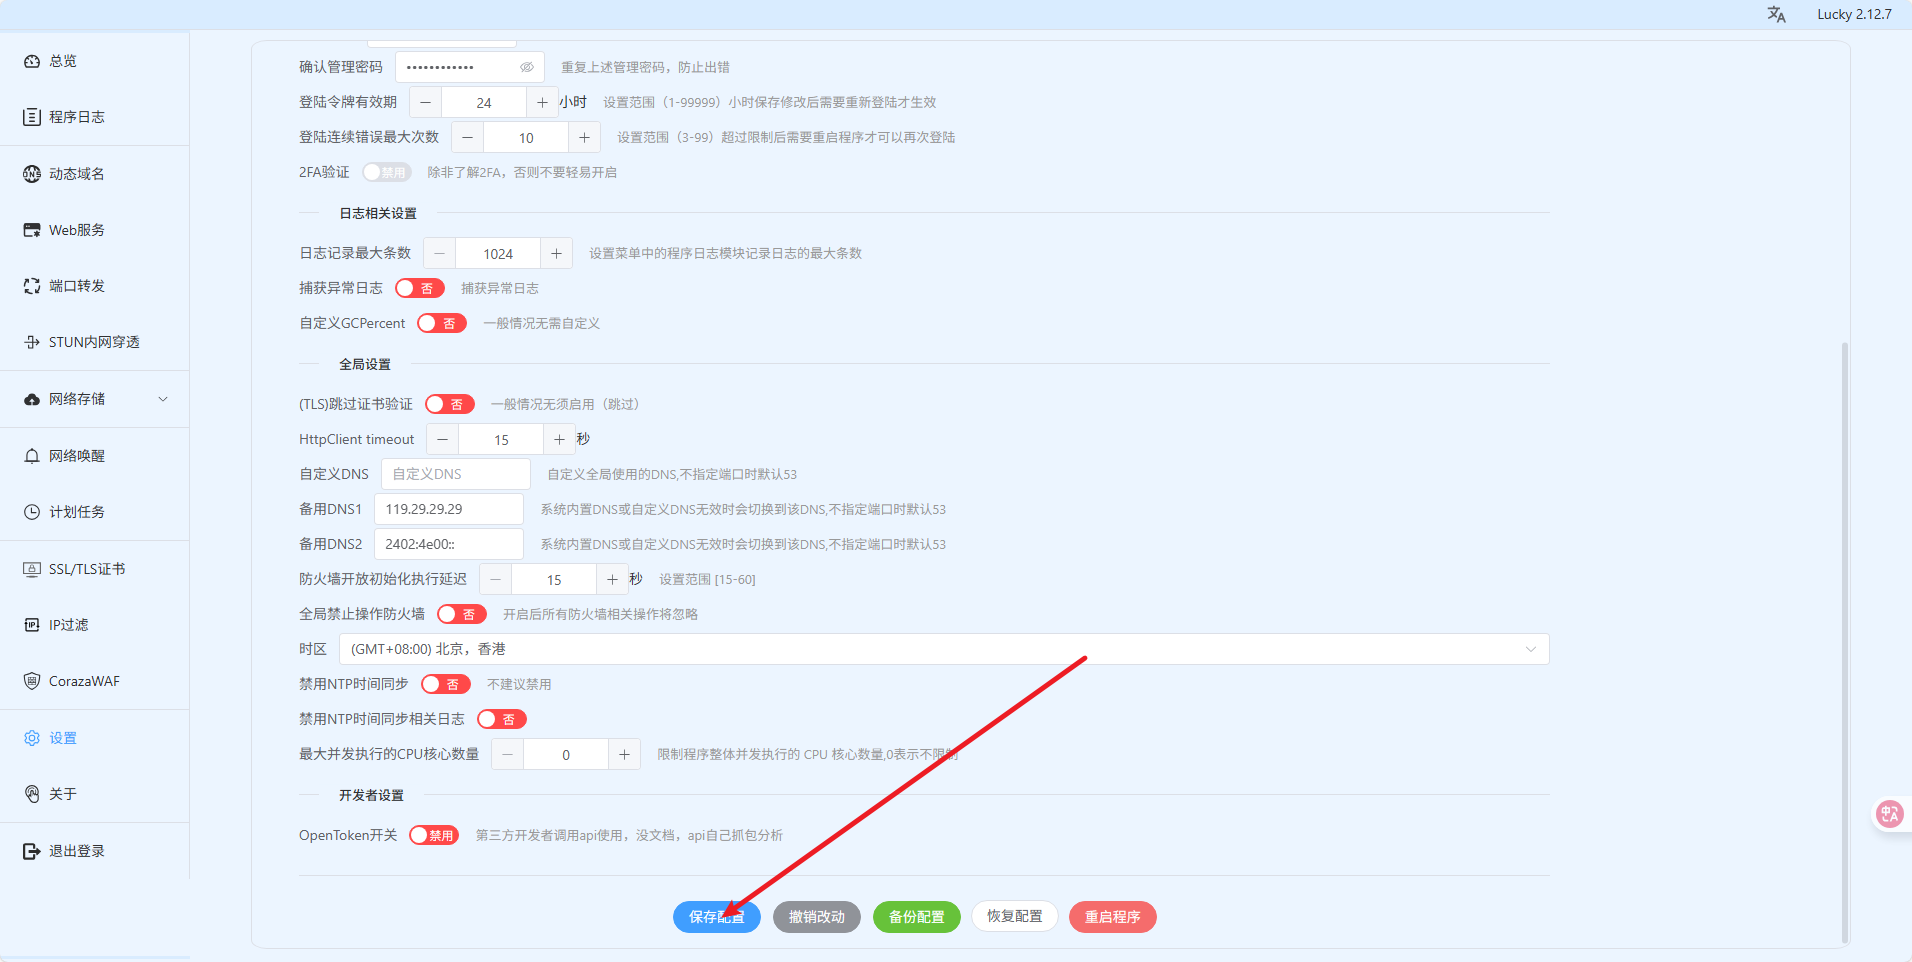 Lucky 2.12.7
总览
程序日志
动态域名
Web服务
端口转发
STUN内网穿透
网络存储
网络唤醒
计划任务
SSL/TLS证书
IP过滤
CorazaWAF
设置
关于
退出登录
确认管理密码 •••••••••••• 重复上述管理密码，防止出错
登陆令牌有效期 24 小时 设置范围（1-99999）小时保存修改后需要重新登陆才生效
登陆连续错误最大次数 10 设置范围（3-99）超过限制后需要重启程序才可以再次登陆
2FA验证 禁用 除非了解2FA，否则不要轻易开启
日志相关设置
日志记录最大条数 1024 设置菜单中的程序日志模块记录日志的最大条数
捕获异常日志 否 捕获异常日志
自定义GCPercent 否 一般情况无需自定义
全局设置
(TLS)跳过证书验证 否 一般情况无须启用（跳过）
HttpClient timeout 15 秒
自定义DNS 自定义DNS 自定义全局使用的DNS,不指定端口时默认53
备用DNS1 119.29.29.29 系统内置DNS或自定义DNS无效时会切换到该DNS,不指定端口时默认53
备用DNS2 2402:4e00:: 系统内置DNS或自定义DNS无效时会切换到该DNS,不指定端口时默认53
防火墙开放初始化执行延迟 15 秒 设置范围 [15-60]
全局禁止操作防火墙 否 开启后所有防火墙相关操作将忽略
时区 (GMT+08:00) 北京，香港
禁用NTP时间同步 否 不建议禁用
禁用NTP时间同步相关日志 否
最大并发执行的CPU核心数量 0 限制程序整体并发执行的 CPU 核心数量,0表示不限制
开发者设置
OpenToken开关 禁用 第三方开发者调用api使用，没文档，api自己抓包分析
保存配置 撤销改动 备份配置 恢复配置 重启程序